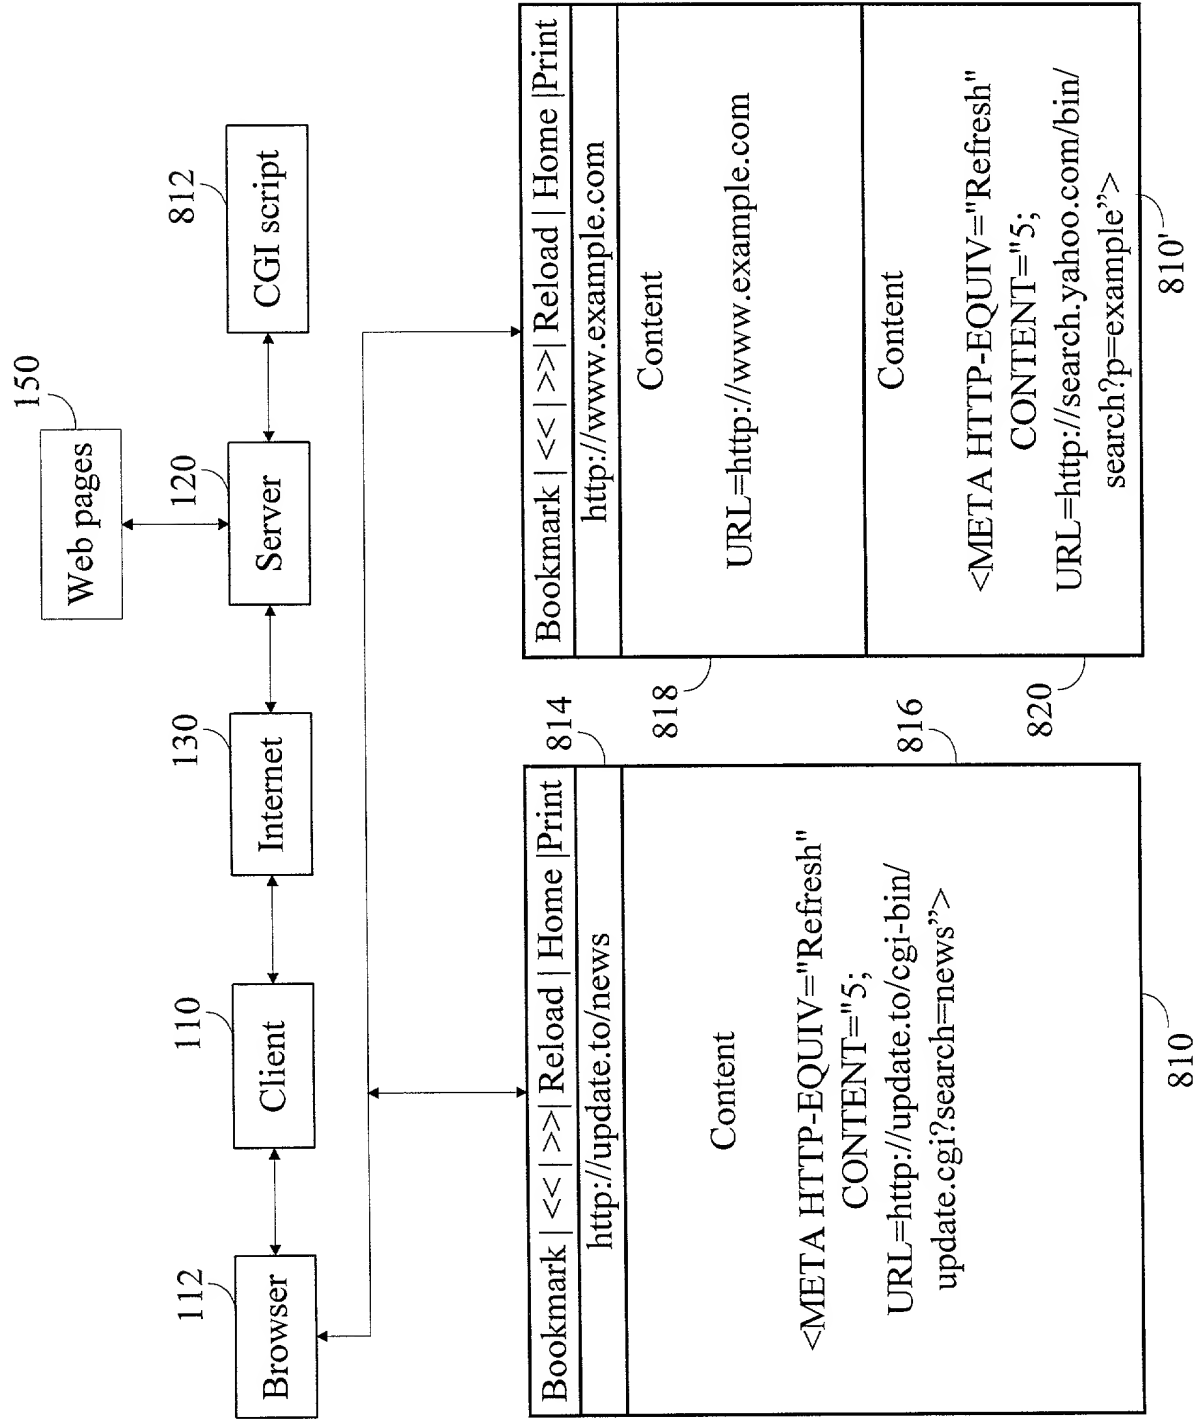 150
Web pages
112
110
130
120
812
Browser
Client
Internet
Server
CGI script
Bookmark | << | >>| Reload | Home |Print
http://update.to/news
814
Content
<META HTTP-EQUIV="Refresh"
CONTENT="5;
URL=http://update.to/cgi-bin/
update.cgi?search=news”>
816
810
Bookmark | << | >>| Reload | Home |Print
http://www.example.com
818
Content
URL=http://www.example.com
Content
<META HTTP-EQUIV="Refresh"
CONTENT="5;
URL=http://search.yahoo.com/bin/
search?p=example”>
820
810'